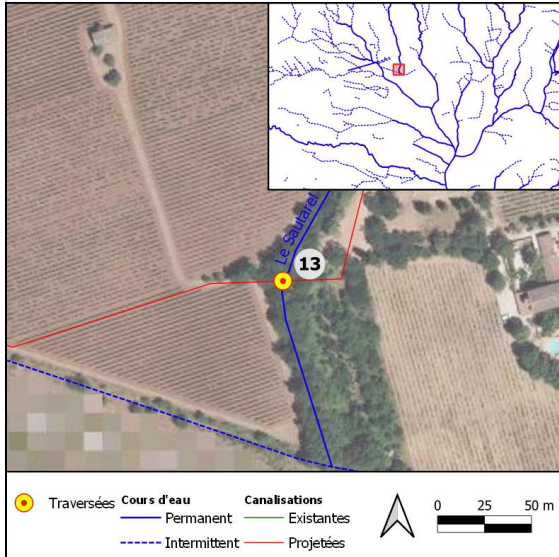 Le Sautarel
13
Traversées
Cours d'eau
Permanent
Intermittent
Canalisations
Existantes
Projetées
0 25 50 m